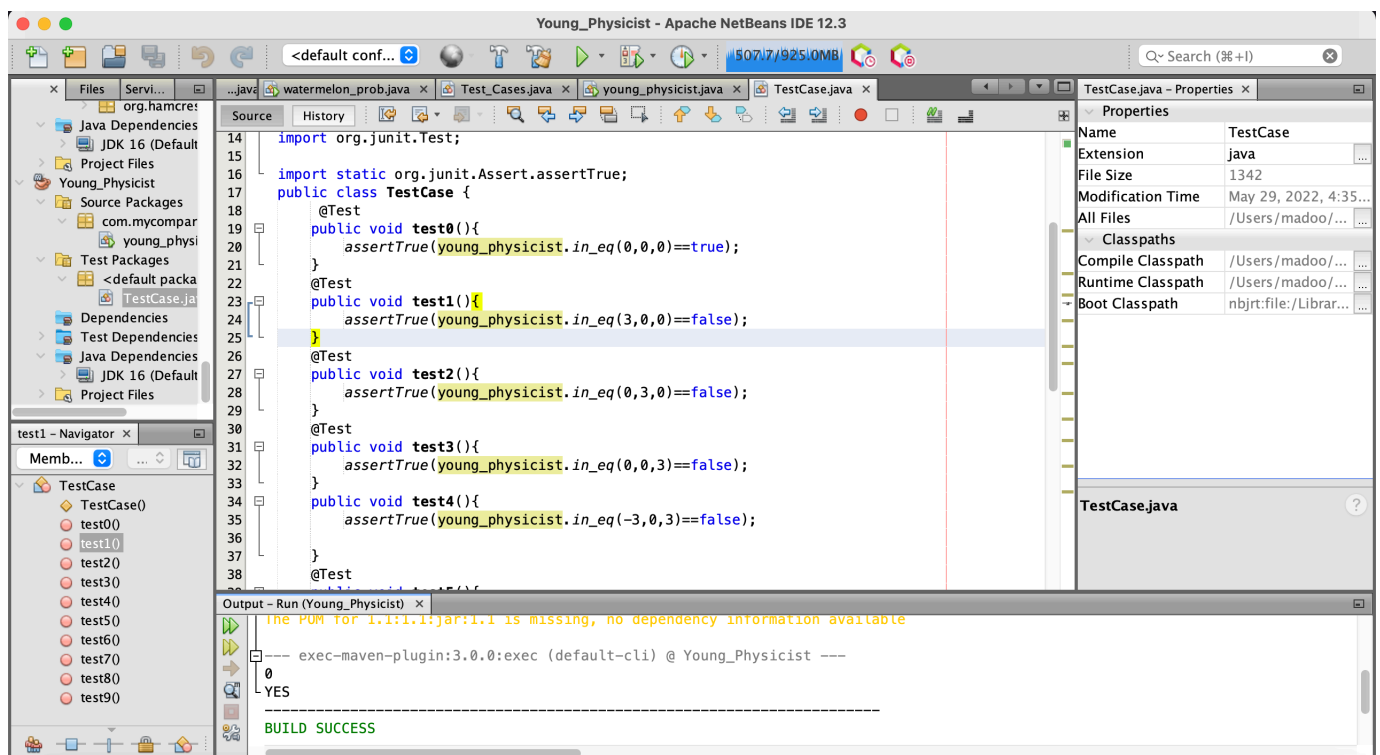 Young_Physicist - Apache NetBeans IDE 12.3
<default conf...
507.7/925.0MB
Search (⌘+I)
Files
Servi...
org.hamcres
Java Dependencies
JDK 16 (Default
Project Files
Young_Physicist
Source Packages
com.mycompar
young_physi
Test Packages
<default packa
TestCase.ja
Dependencies
Test Dependencies
Java Dependencies
JDK 16 (Default
Project Files
test1 - Navigator
Memb...
...
TestCase
TestCase()
test0()
test1()
test2()
test3()
test4()
test5()
test6()
test7()
test8()
test9()
...java
watermelon_prob.java
Test_Cases.java
young_physicist.java
TestCase.java
Source
History
14 import org.junit.Test;
15
16 import static org.junit.Assert.assertTrue;
17 public class TestCase {
18 @Test
19 public void test0(){
20 assertTrue(young_physicist.in_eq(0,0,0)==true);
21 }
22 @Test
23 public void test1(){
24 assertTrue(young_physicist.in_eq(3,0,0)==false);
25 }
26 @Test
27 public void test2(){
28 assertTrue(young_physicist.in_eq(0,3,0)==false);
29 }
30 @Test
31 public void test3(){
32 assertTrue(young_physicist.in_eq(0,0,3)==false);
33 }
34 public void test4(){
35 assertTrue(young_physicist.in_eq(-3,0,3)==false);
36
37 }
38 @Test
Output - Run (Young_Physicist)
The POM for 1.1:1.1:jar:1.1 is missing, no dependency information available
--- exec-maven-plugin:3.0.0:exec (default-cli) @ Young_Physicist ---
0
YES
------------------------------------------------------------------------
BUILD SUCCESS
TestCase.java - Properties
Properties
Name TestCase
Extension java ...
File Size 1342
Modification Time May 29, 2022, 4:35...
All Files /Users/madoo/... ...
Classpaths
Compile Classpath /Users/madoo/... ...
Runtime Classpath /Users/madoo/... ...
Boot Classpath nbjrt:file:/Librar... ...
TestCase.java
?